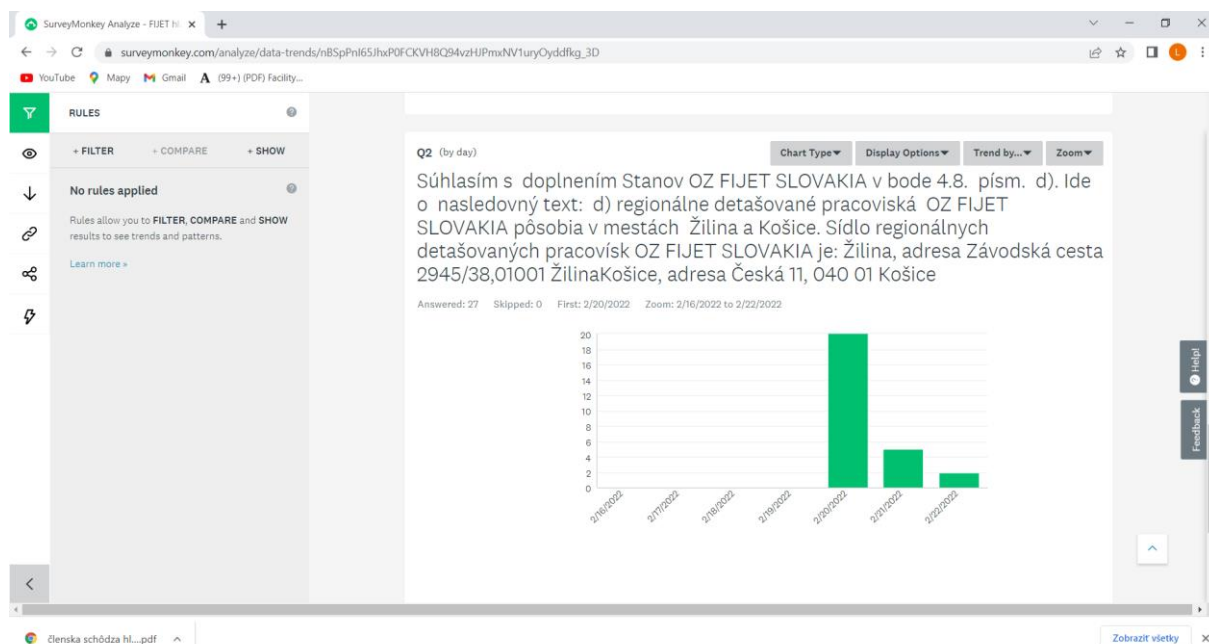 SurveyMonkey Analyze - FIJET hl
surveymonkey.com/analyze/data-trends/nBSpPnI65JhxP0FCKVH8Q94vzHJPmxNV1uryOyddfkg_3D
YouTube Mapy Gmail A (99+) (PDF) Facility...
L
RULES
+ FILTER + COMPARE + SHOW
No rules applied
Rules allow you to FILTER, COMPARE and SHOW
results to see trends and patterns.
Learn more »
Q2 (by day)
Chart Type Display Options Trend by... Zoom
Súhlasím s doplnením Stanov OZ FIJET SLOVAKIA v bode 4.8. písm. d). Ide
o nasledovný text: d) regionálne detašované pracoviská OZ FIJET
SLOVAKIA pôsobia v mestách Žilina a Košice. Sídlo regionálnych
detašovaných pracovísk OZ FIJET SLOVAKIA je: Žilina, adresa Závodská cesta
2945/38,01001 ŽilinaKošice, adresa Česká 11, 040 01 Košice
Answered: 27 Skipped: 0 First: 2/20/2022 Zoom: 2/16/2022 to 2/22/2022
20
18
16
14
12
10
8
6
4
2
0
2/16/2022 2/17/2022 2/18/2022 2/19/2022 2/20/2022 2/21/2022 2/22/2022
Help!
Feedback
členska schôdza hl....pdf
Zobraziť všetky